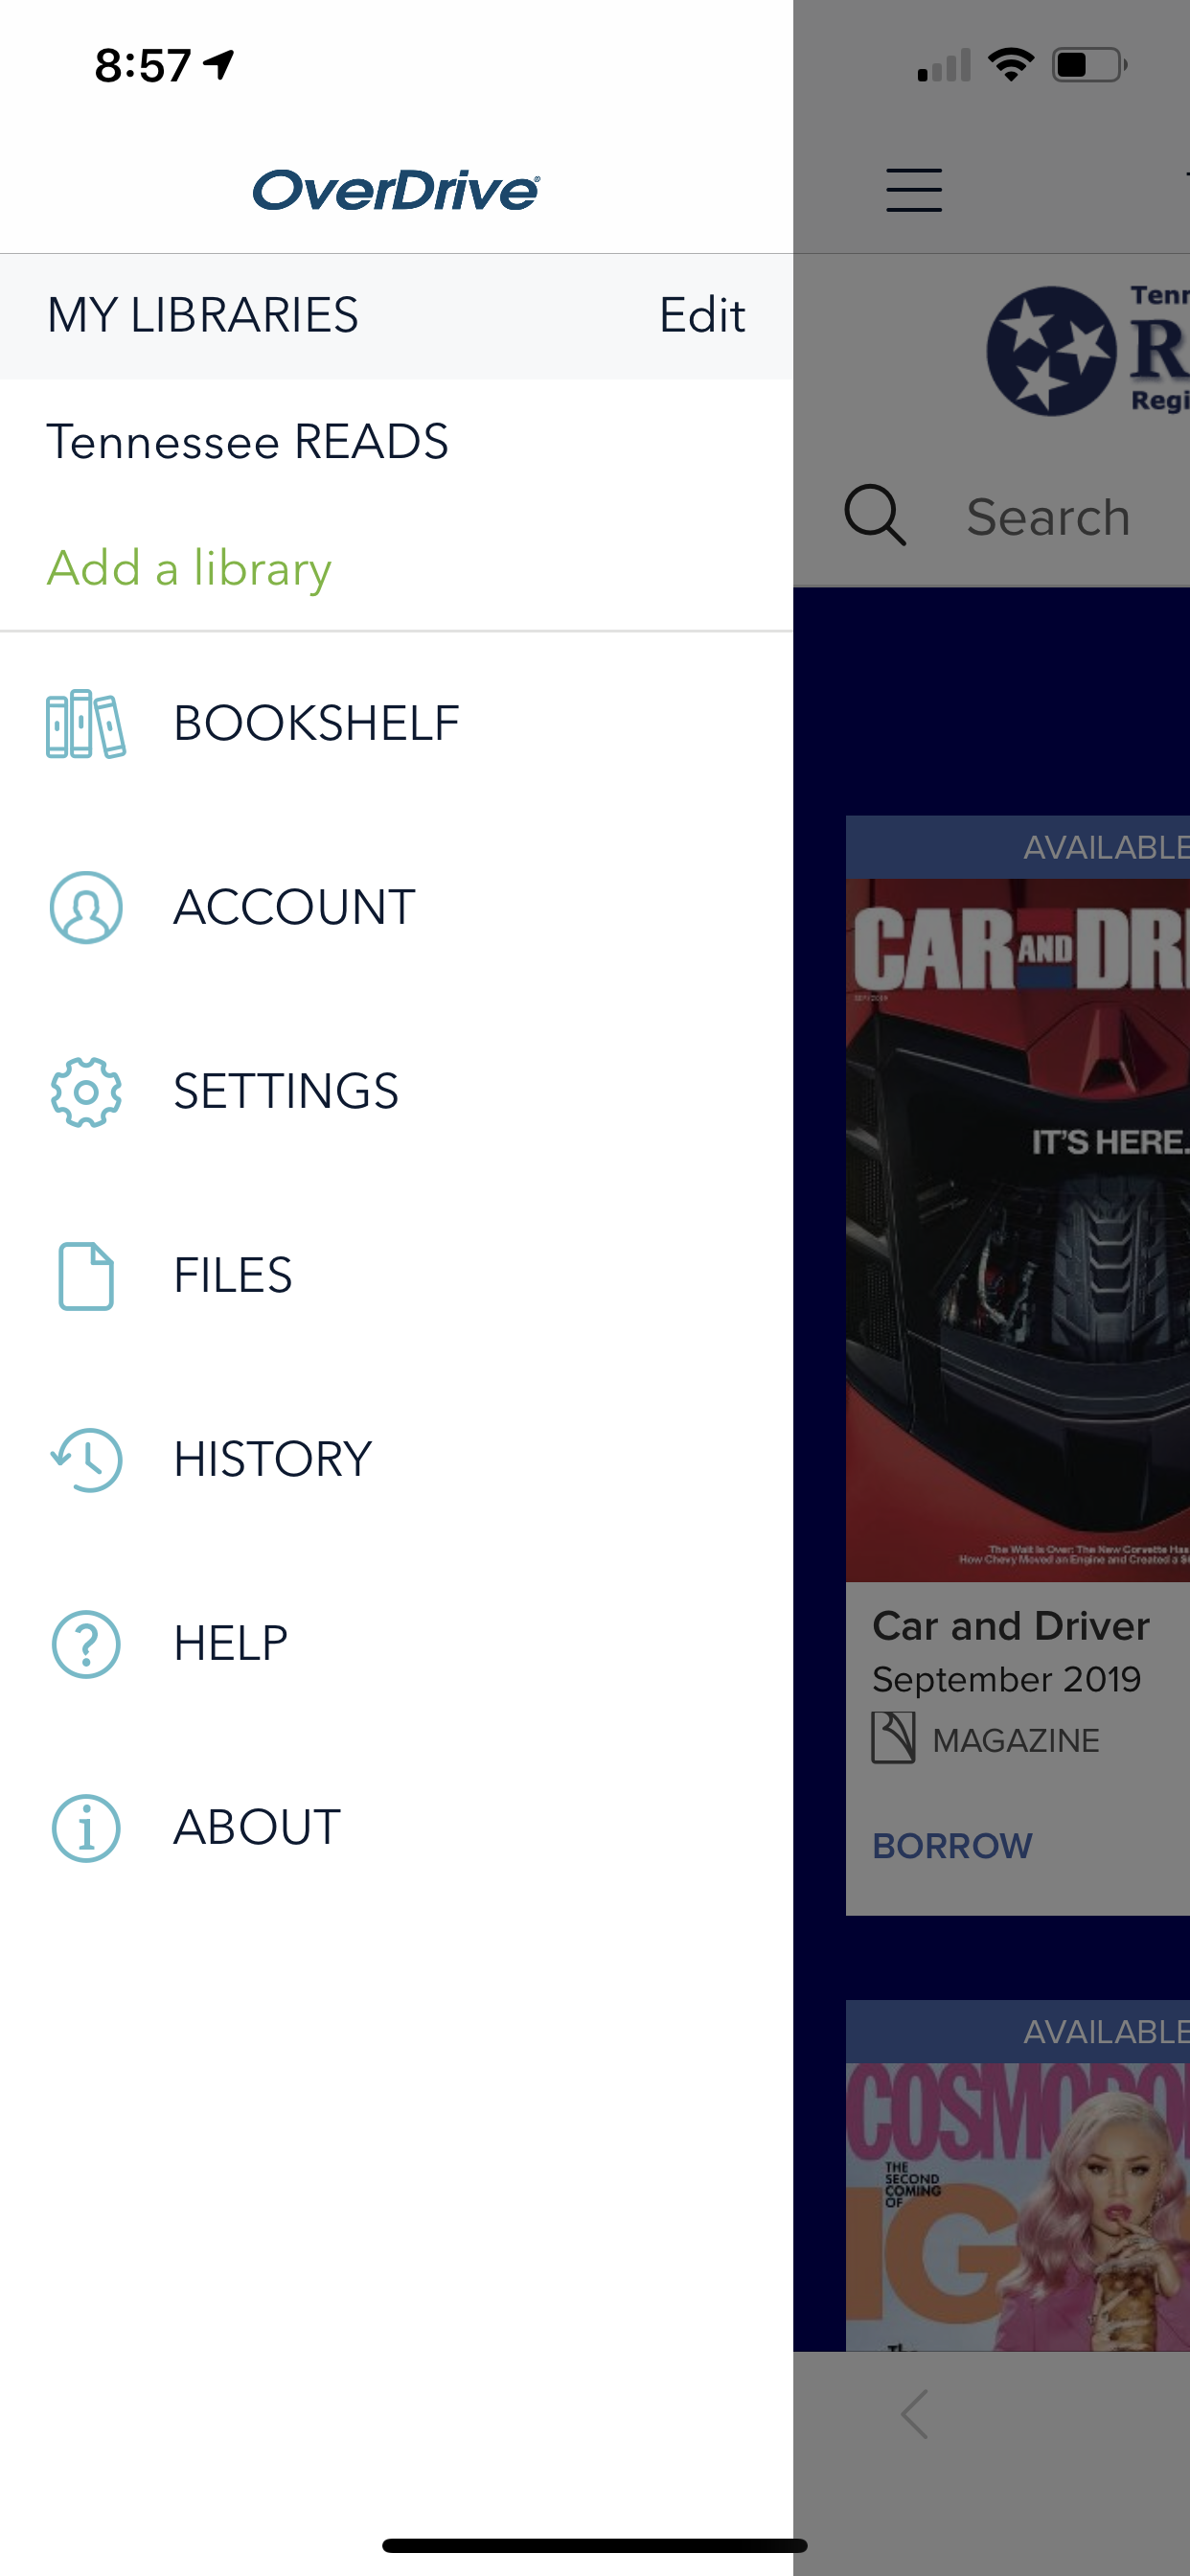 8:57
OverDrive
MY LIBRARIES Edit
Tennessee READS
Add a library
BOOKSHELF
ACCOUNT
SETTINGS
FILES
HISTORY
HELP
ABOUT
Tenn
R
Regi
Search
AVAILABLE
CAR AND DRI
IT'S HERE.
The Wait Is Over: The New Corvette Has
How Chevy Moved an Engine and Created a
Car and Driver
September 2019
MAGAZINE
BORROW
AVAILABLE
COSMOPO
THE
SECOND
COMING
OF
IG